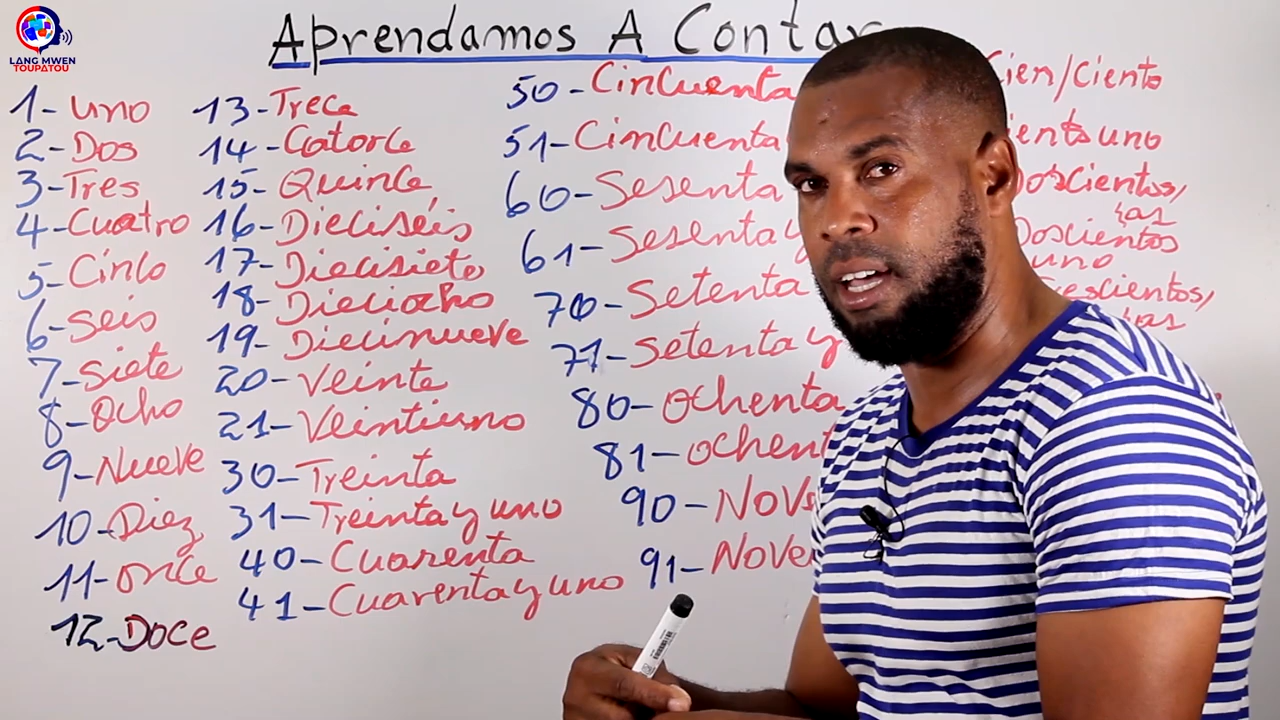 LANG MWEN
TOUPATOU
Aprendamos A Contar
1- uno
2- Dos
3- Tres
4- Cuatro
5- Cinco
6- seis
7- siete
8- Ocho
9- Nueve
10- Diez
11- once
12- Doce
13- Trece
14- Catorce
15- Quince
16- Dieciséis
17- Diecisiete
18- Dieciocho
19- Diecinueve
20- Veinte
21- Veintiuno
30- Treinta
31- Treinta y uno
40- Cuarenta
41- Cuarenta y uno
50- Cincuenta
51- Cincuenta
60- Sesenta
61- Sesenta y
70- Setenta
71- Setenta y
80- Ochenta
81- Ochent
90- Nov
91- Nove
Cien/Ciento
iento uno
Doscientos,
as
Doscientos
uno
escientos,
as